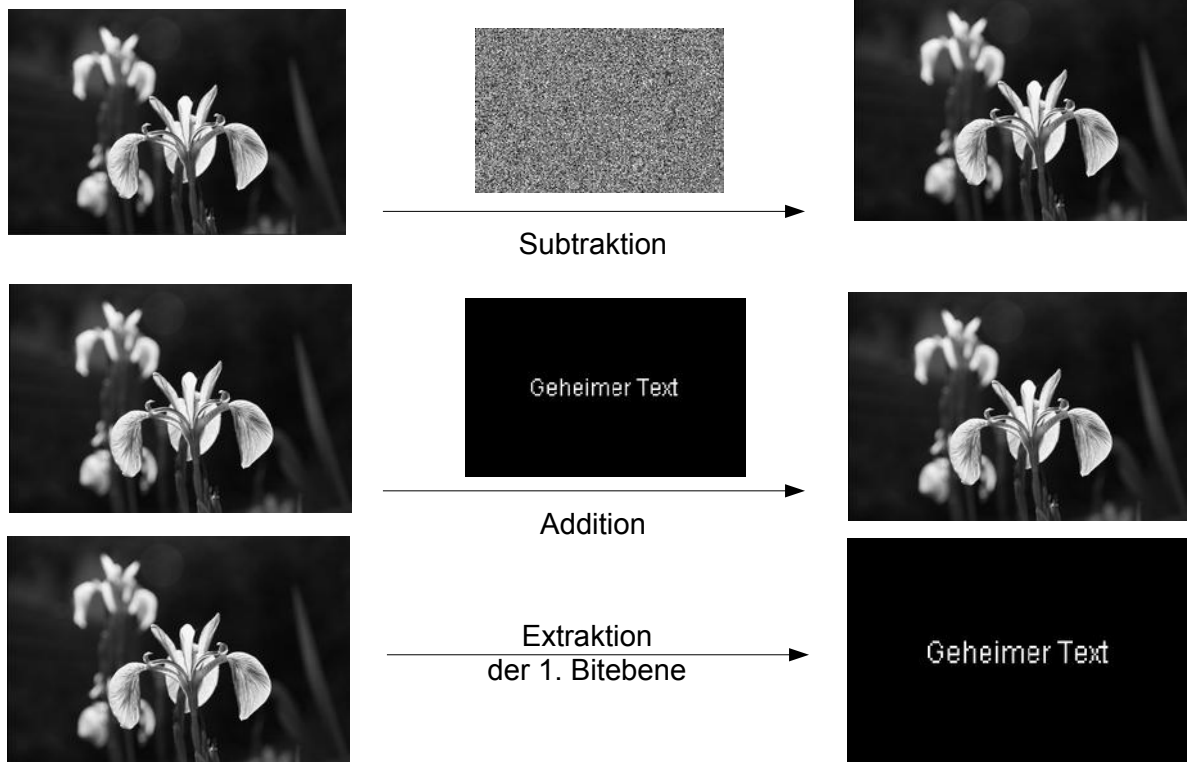 Subtraktion
Geheimer Text
Addition
Extraktion
der 1. Bitebene
Geheimer Text